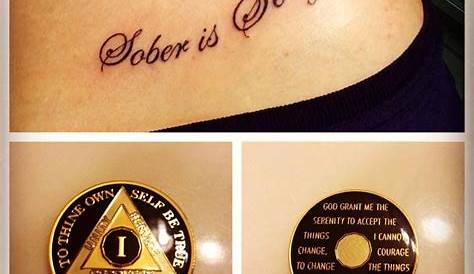 Sober is
TO THINE OWN SELF BE TRUE
UNITY
I
GOD GRANT ME THE
SERENITY TO ACCEPT THE
THINGS I CANNOT
CHANGE, COURAGE
TO CHANGE THE THINGS